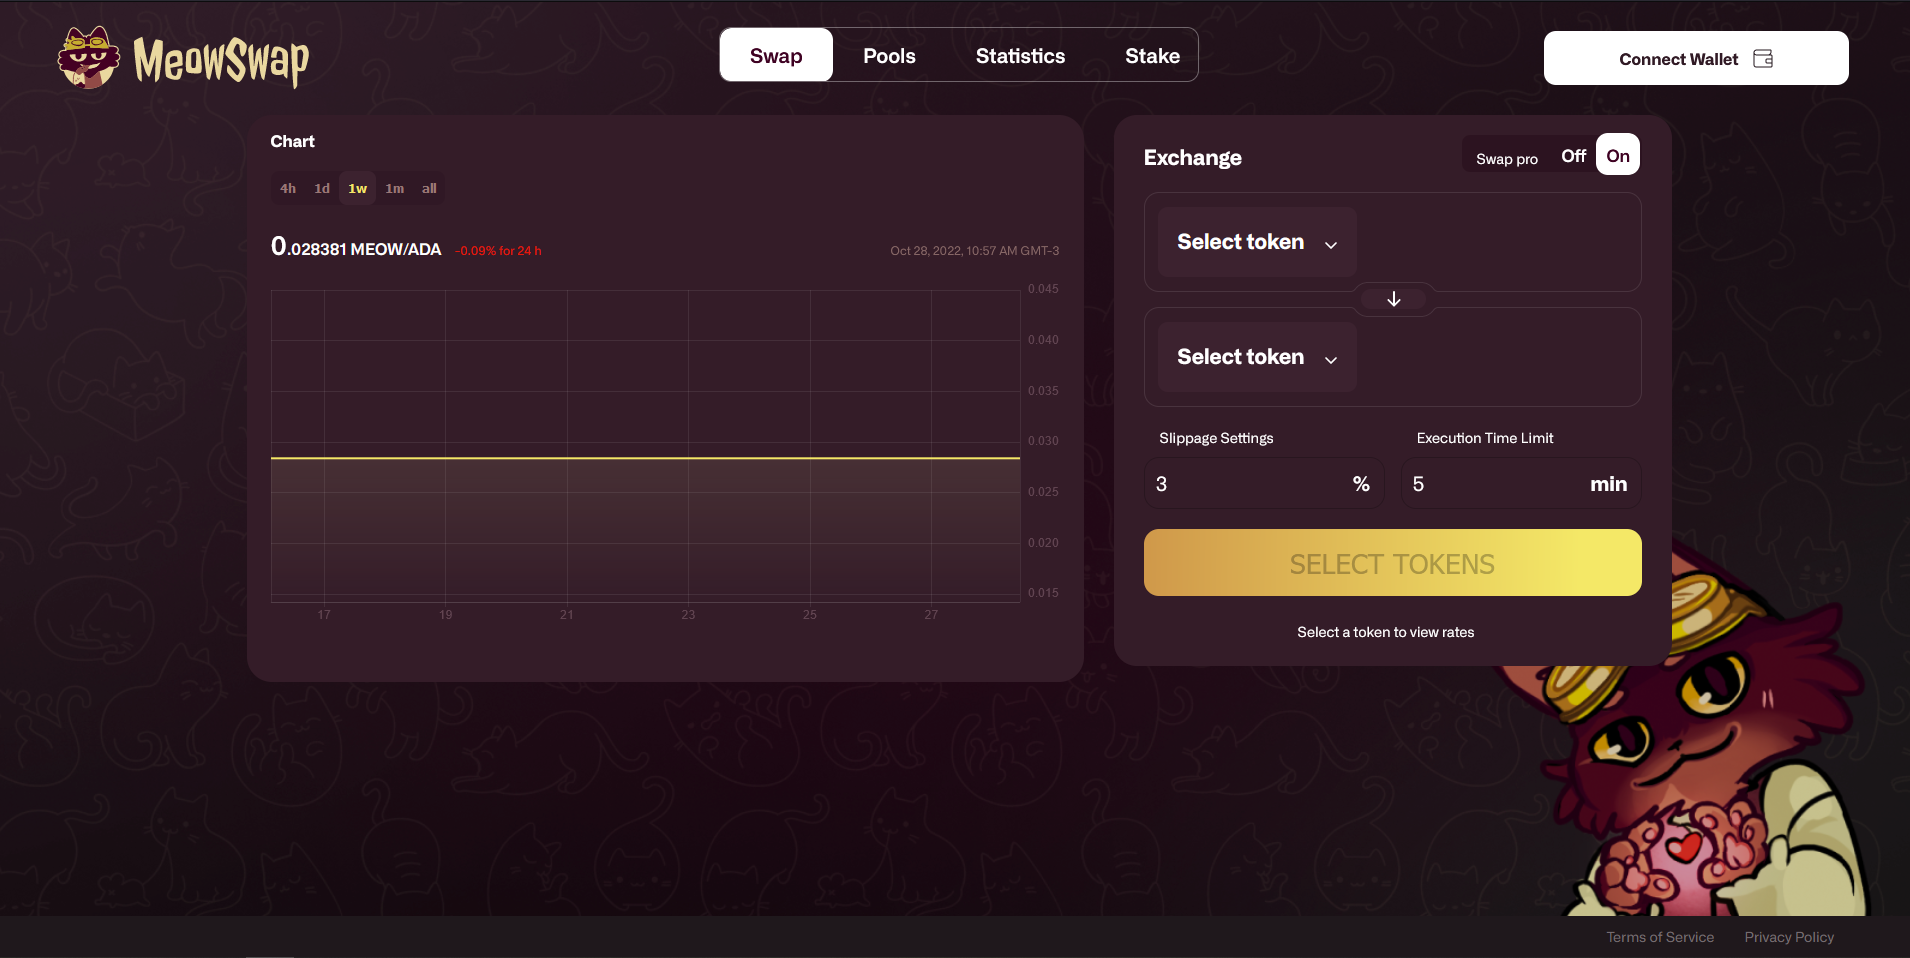 MeowSwap
Swap Pools Statistics Stake
Connect Wallet
Chart
4h 1d 1w 1m all
0.028381 MEOW/ADA -0.09% for 24 h
Oct 28, 2022, 10:57 AM GMT-3
0.045
0.040
0.035
0.030
0.025
0.020
0.015
17 19 21 23 25 27
Exchange
Swap pro Off On
Select token
Select token
Slippage Settings Execution Time Limit
3 % 5 min
SELECT TOKENS
Select a token to view rates
Terms of Service Privacy Policy